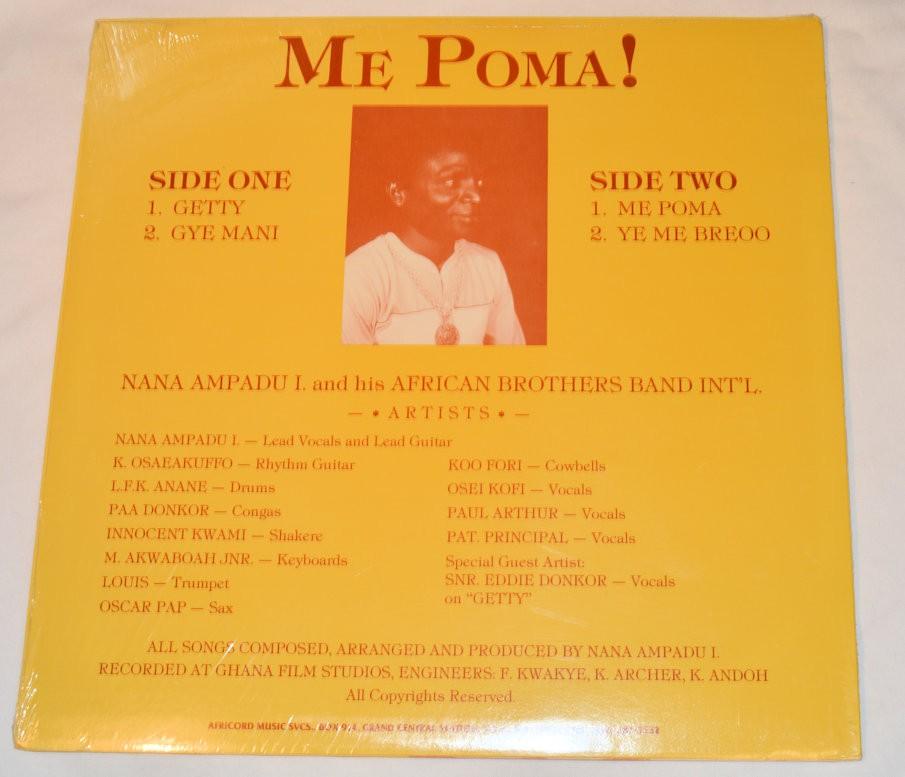 ME POMA!
SIDE ONE
1. GETTY
2. GYE MANI
SIDE TWO
1. ME POMA
2. YE ME BREOO
NANA AMPADU I. and his AFRICAN BROTHERS BAND INT'L.
— * ARTISTS * —
NANA AMPADU I. — Lead Vocals and Lead Guitar
K. OSAEAKUFFO — Rhythm Guitar
L.F.K. ANANE — Drums
PAA DONKOR — Congas
INNOCENT KWAMI — Shakere
M. AKWABOAH JNR. — Keyboards
LOUIS — Trumpet
OSCAR PAP — Sax
KOO FORI — Cowbells
OSEI KOFI — Vocals
PAUL ARTHUR — Vocals
PAT. PRINCIPAL — Vocals
Special Guest Artist:
SNR. EDDIE DONKOR — Vocals
on "GETTY"
ALL SONGS COMPOSED, ARRANGED AND PRODUCED BY NANA AMPADU I.
RECORDED AT GHANA FILM STUDIOS, ENGINEERS: F. KWAKYE, K. ARCHER, K. ANDOH
All Copyrights Reserved.
AFRICORD MUSIC SVCS. BOX GRAND CENTRAL